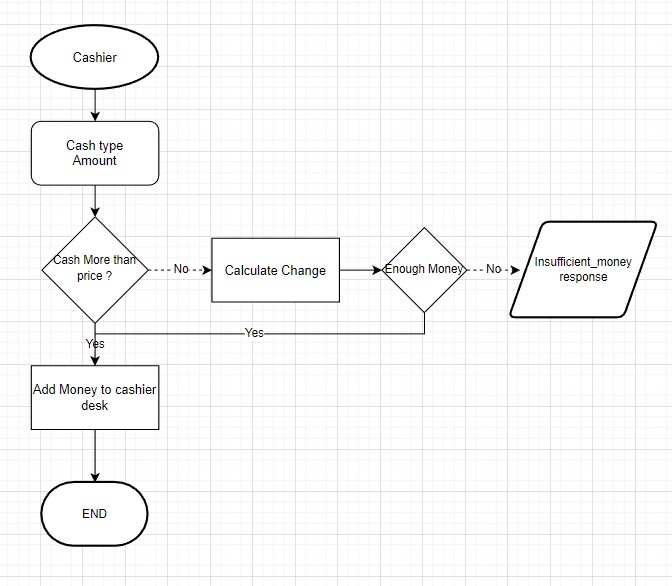 Cashier
Cash type
Amount
Cash More than
price ?
No
Calculate Change
Enough Money
No
Insufficient_money
response
Yes
Yes
Add Money to cashier
desk
END